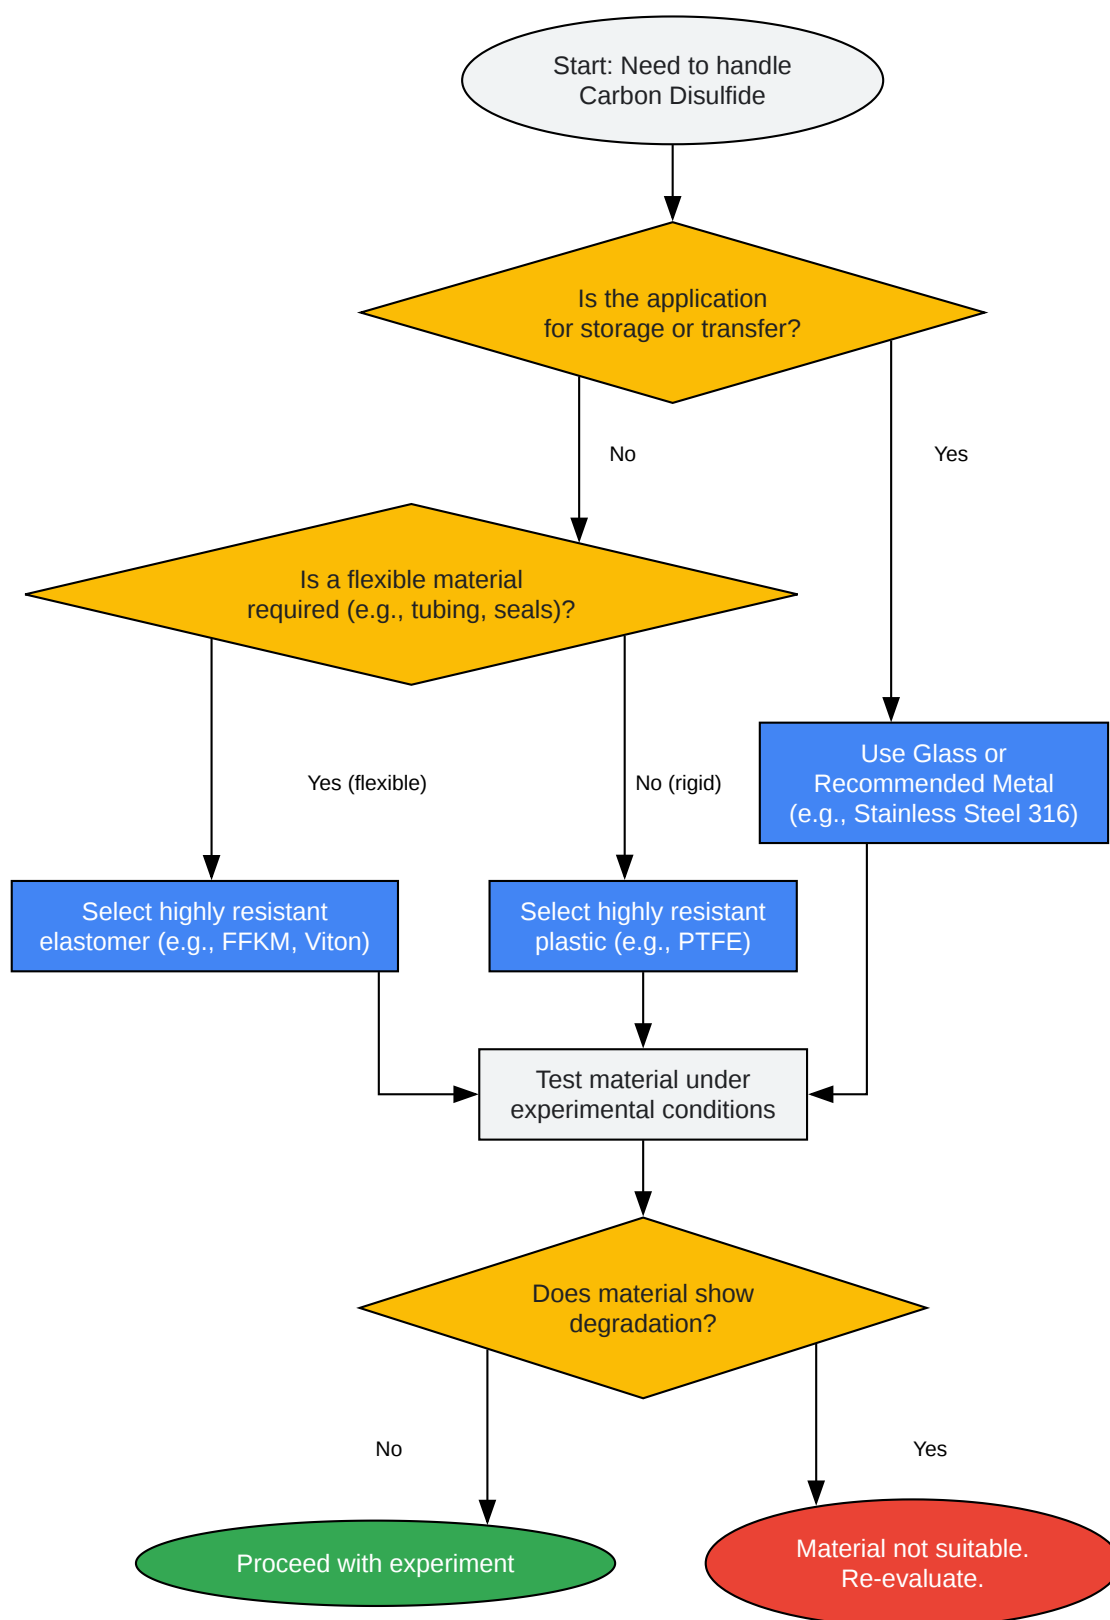 Start: Need to handle
Carbon Disulfide
Is the application
for storage or transfer?
No
Yes
Is a flexible material
required (e.g., tubing, seals)?
Yes (flexible)
No (rigid)
Use Glass or
Recommended Metal
(e.g., Stainless Steel 316)
Select highly resistant
elastomer (e.g., FFKM, Viton)
Select highly resistant
plastic (e.g., PTFE)
Test material under
experimental conditions
Does material show
degradation?
No
Yes
Proceed with experiment
Material not suitable.
Re-evaluate.